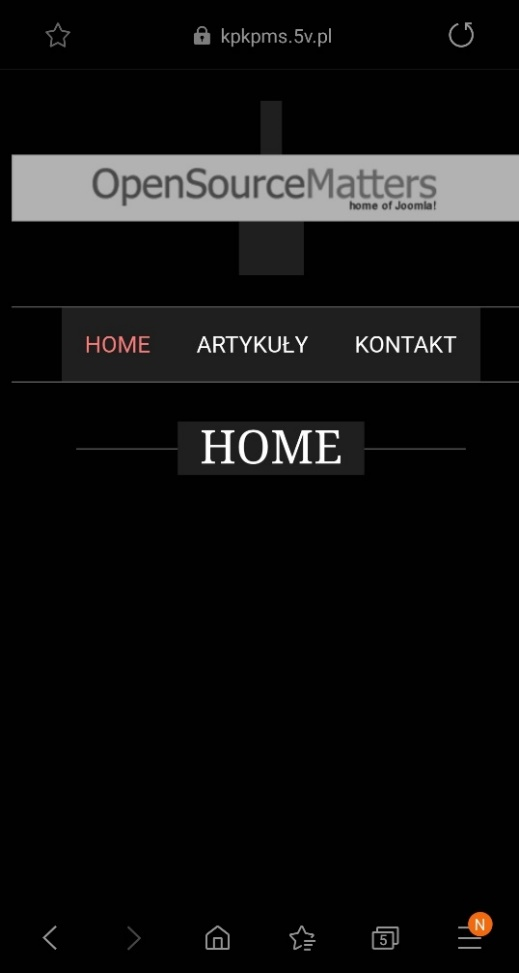 kpkpms.5v.pl
OpenSourceMatters
home of Joomla!
HOME ARTYKUŁY KONTAKT
HOME
5
N